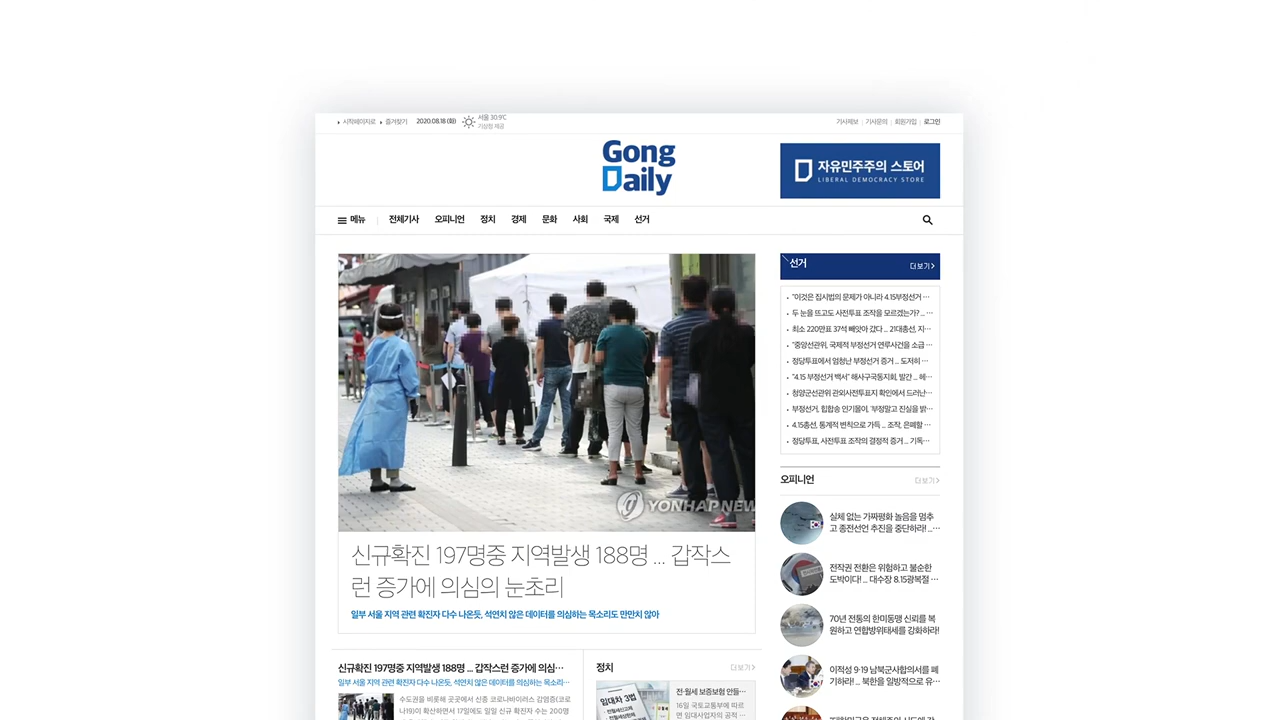 시작페이지로 즐겨찾기 2020.08.18 (화) 서울 30.9℃
기상청 제공
기사제보 기사문의 회원가입 로그인
Gong
Daily
자유민주주의 스토어
LIBERAL DEMOCRACY STORE
메뉴 전체기사 오피니언 정치 경제 문화 사회 국제 선거
YONHAP NEW
신규확진 197명중 지역발생 188명 ... 갑작스
런 증가에 의심의 눈초리
일부 서울 지역 관련 확진자 다수 나온듯, 석연치 않은 데이터를 의심하는 목소리도 만만치 않아
신규확진 197명중 지역발생 188명 ... 갑작스런 증가에 의심…
일부 서울 지역 관련 확진자 다수 나온듯, 석연치 않은 데이터를 의심하는 목소리…
수도권을 비롯해 곳곳에서 신종 코로나바이러스 감염증(코로
나19)이 확산하면서 17일에도 일일 신규 확진자 수는 200명
정치 더보기
임대차 3법
전월세신고제
전월세상한제
전·월세 보증보험 안들…
16일 국토교통부에 따르
면 임대사업자의 공적 …
선거 더보기
"이것은 집시법의 문제가 아니라 4.15부정선거 …
두 눈을 뜨고도 사전투표 조작을 모르겠는가? ... …
최소 220만표 37석 빼앗아 갔다 ... 21대총선, 지…
"중앙선관위, 국제적 부정선거 연루사건을 소급 …
정당투표에서 엄청난 부정선거 증거 ... 도저히 …
"4.15 부정선거 백서" 해사구국동지회, 발간 ... 헤…
청양군선관위 관외사전투표지 확인에서 드러난…
부정선거, 힙합송 인기몰이, '부정말고 진실을 밝…
4.15총선, 통계적 변칙으로 가득 ... 조작, 은폐할 …
정당투표, 사전투표 조작의 결정적 증거 ... 기독…
오피니언 더보기
실체 없는 가짜평화 놀음을 멈추
고 종전선언 추진을 중단하라! ...…
전작권 전환은 위험하고 불순한
도박이다! ... 대수장 8.15광복절 …
70년 전통의 한미동맹 신뢰를 복
원하고 연합방위태세를 강화하라!
이적성 9·19 남북군사합의서를 폐
기하라! ... 북한을 일방적으로 유…